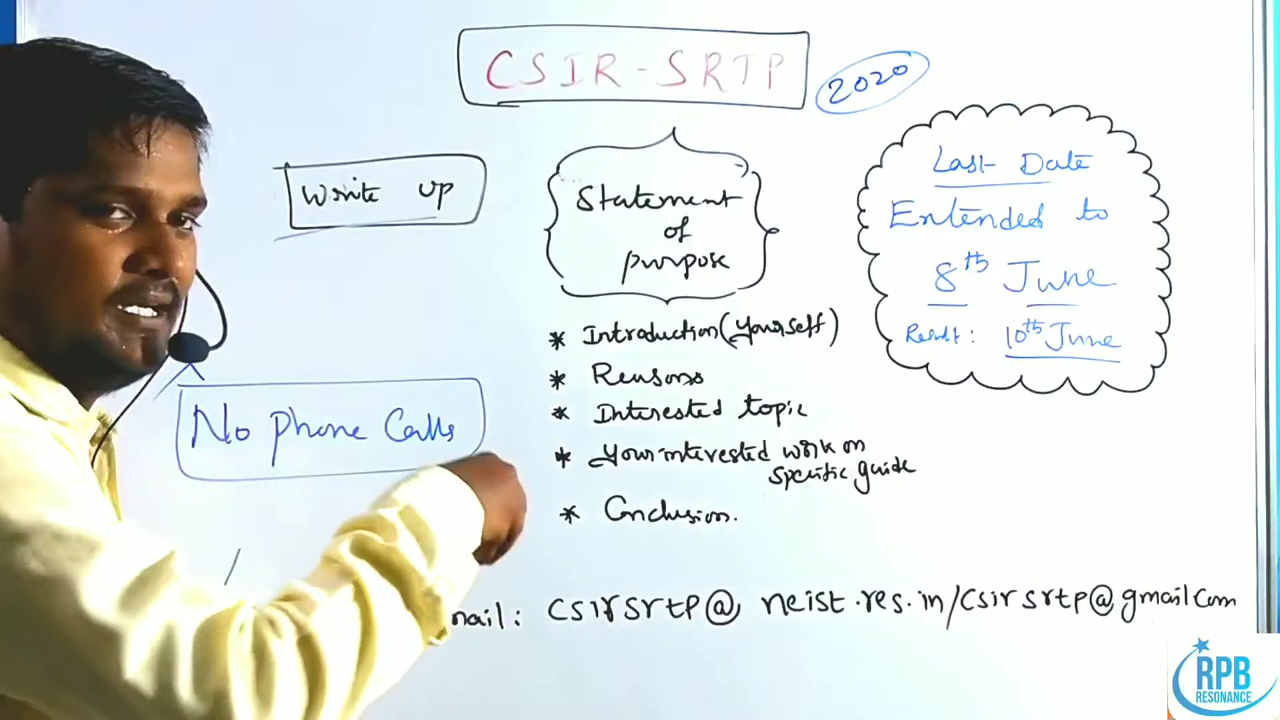 CSIR-SRTP
2020
Write up
Statement
of
purpose
Last Date
Entended to
8th June
Result: 10th June
* Introduction (Yourself)
* Reasons
* Interested topic
* Your interested work on
specific guide
* Conclusion.
No phone Calls
mail: csirsrtp@neist.res.in/csirsrtp@gmail.com
RPB
RESONANCE